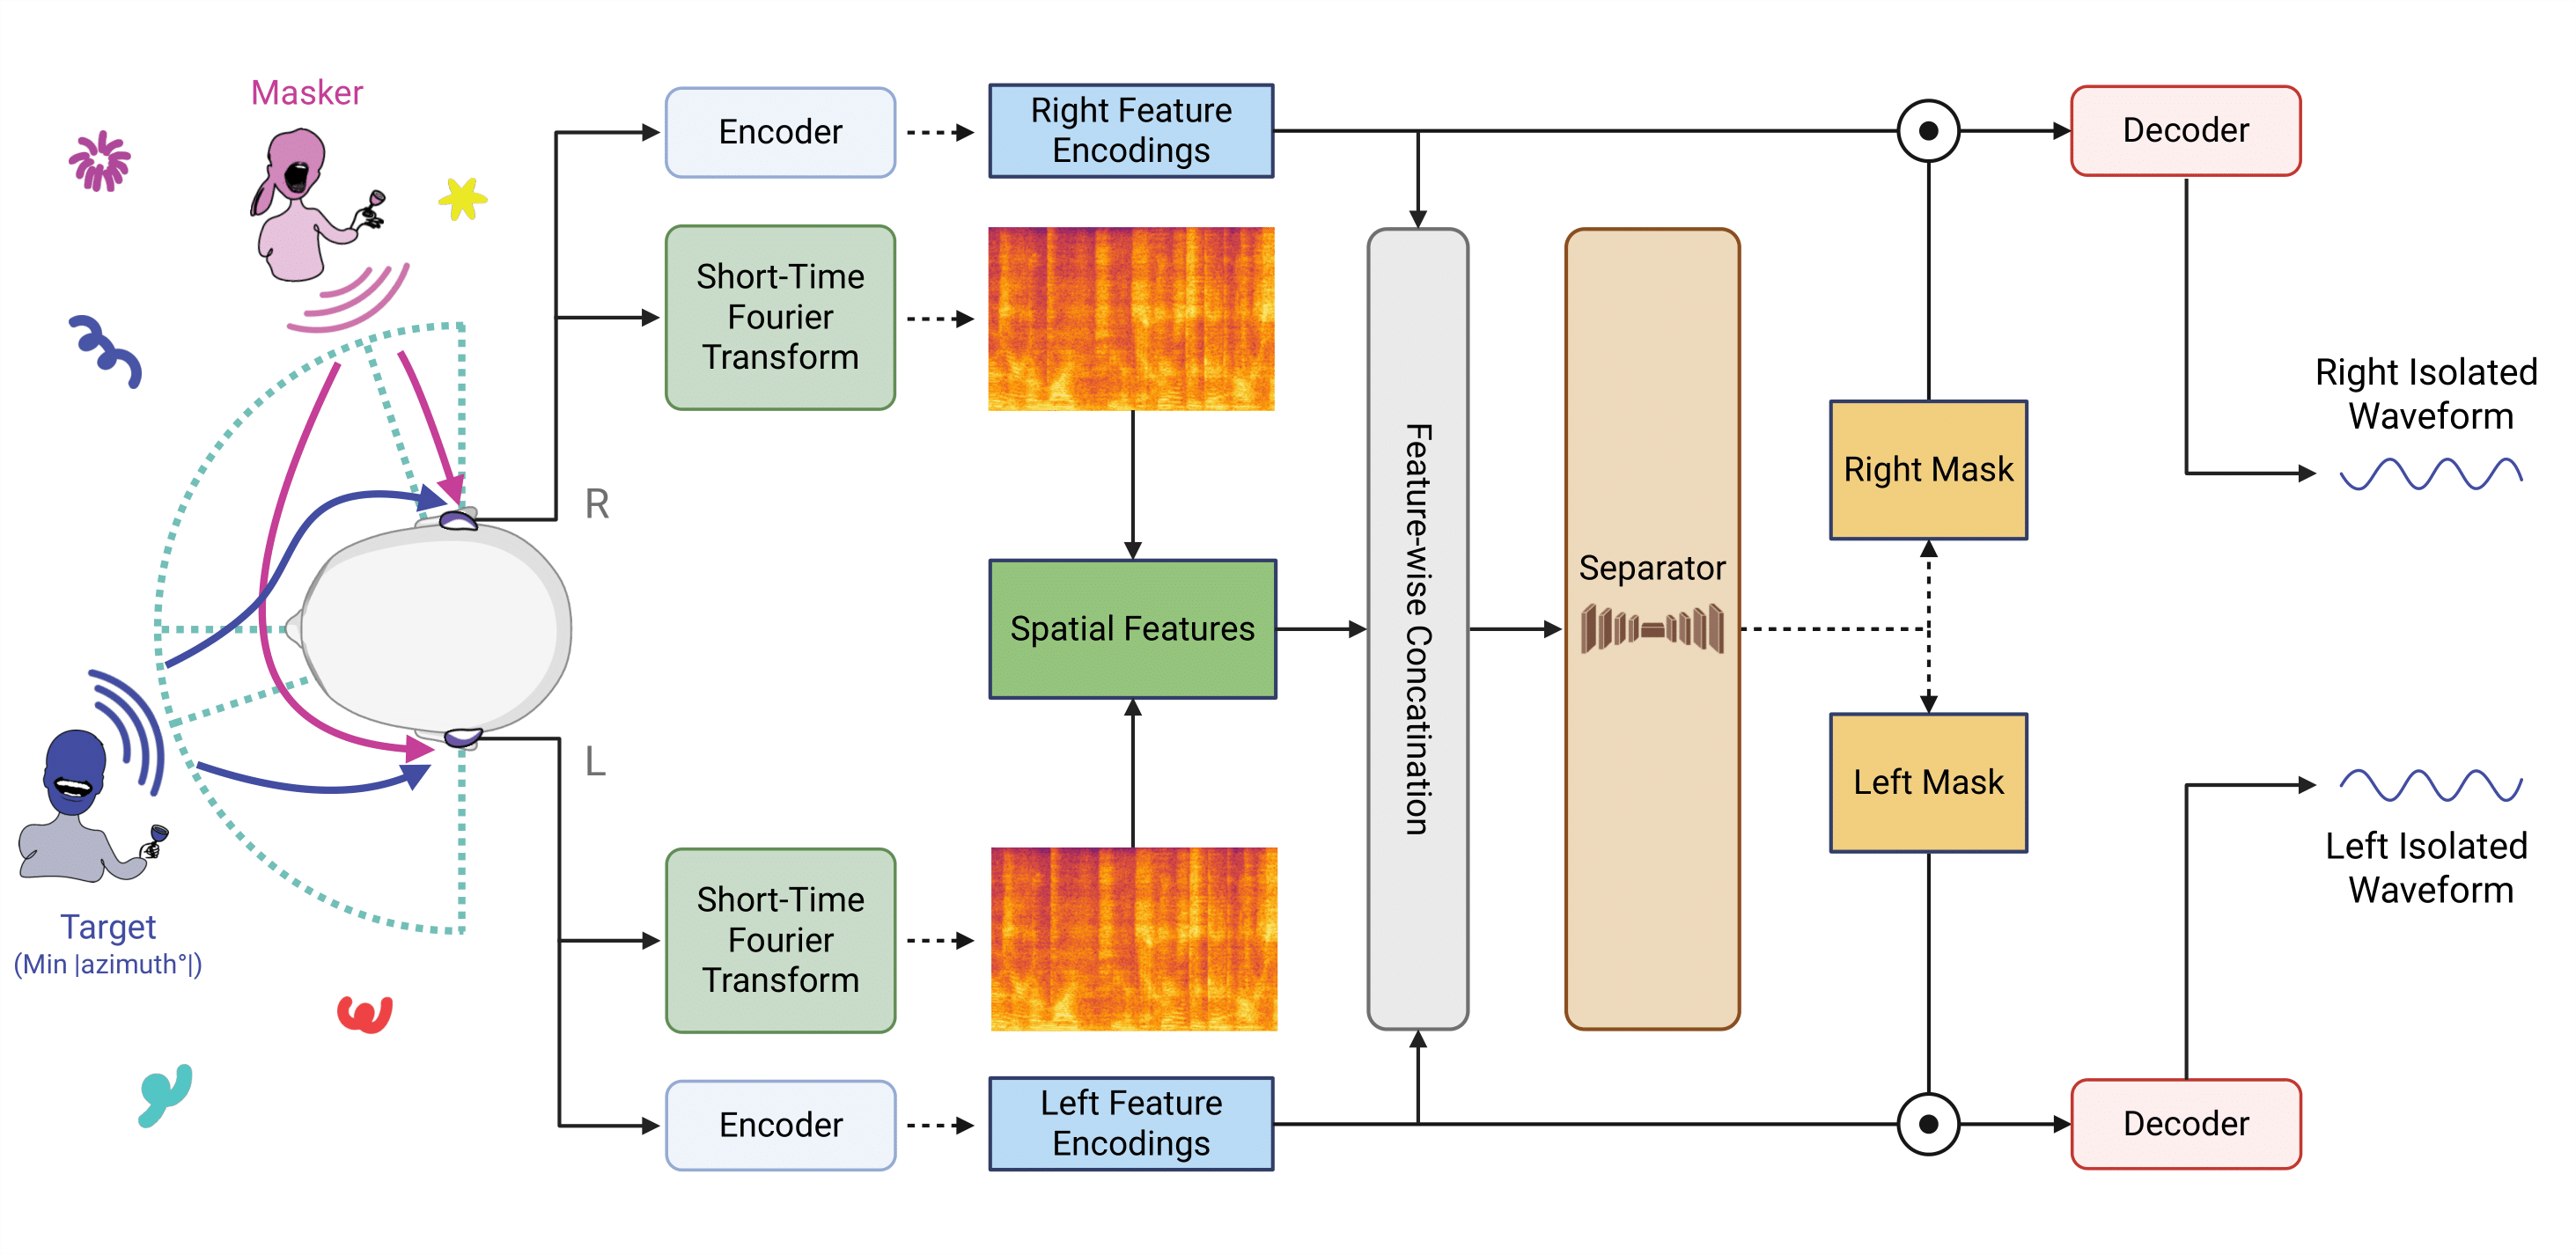 Masker
Encoder
Right Feature
Encodings
Decoder
Short-Time
Fourier
Transform
R
Right Isolated
Waveform
Feature-wise Concatination
Separator
Right Mask
Spatial Features
L
Left Mask
Left Isolated
Waveform
Target
(Min |azimuth°|)
Short-Time
Fourier
Transform
Encoder
Left Feature
Encodings
Decoder